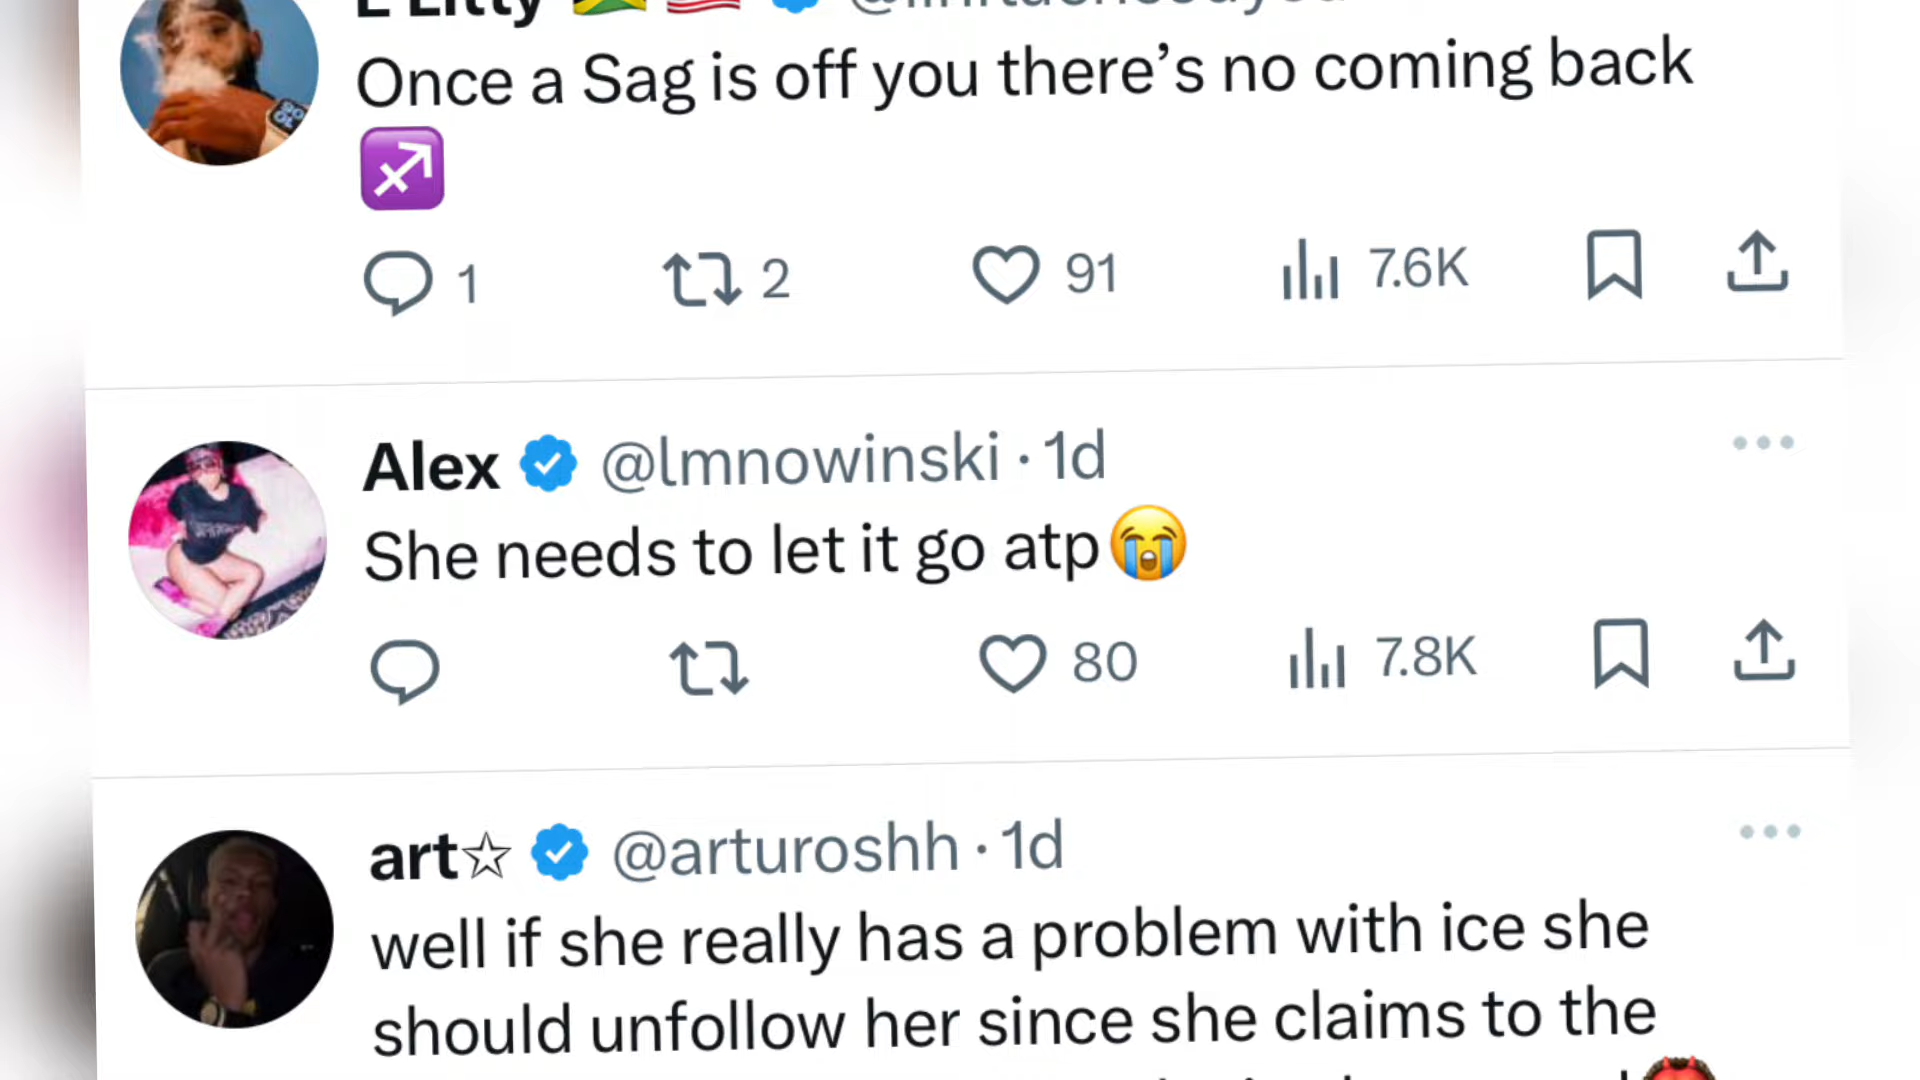 E Litty
Once a Sag is off you there’s no coming back
♐
1 2 91 7.6K
Alex @lmnowinski · 1d
She needs to let it go atp😭
80 7.8K
art☆ @arturoshh · 1d
well if she really has a problem with ice she
should unfollow her since she claims to the